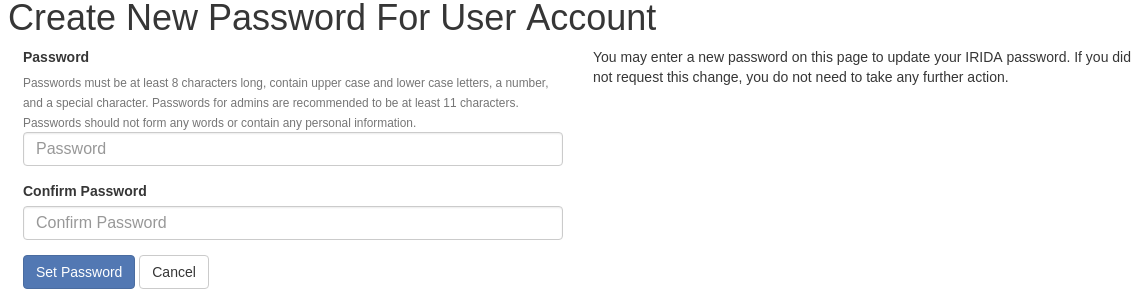 Create New Password For User Account
Password
Passwords must be at least 8 characters long, contain upper case and lower case letters, a number,
and a special character. Passwords for admins are recommended to be at least 11 characters.
Passwords should not form any words or contain any personal information.
Password
Confirm Password
Confirm Password
Set Password Cancel
You may enter a new password on this page to update your IRIDA password. If you did
not request this change, you do not need to take any further action.